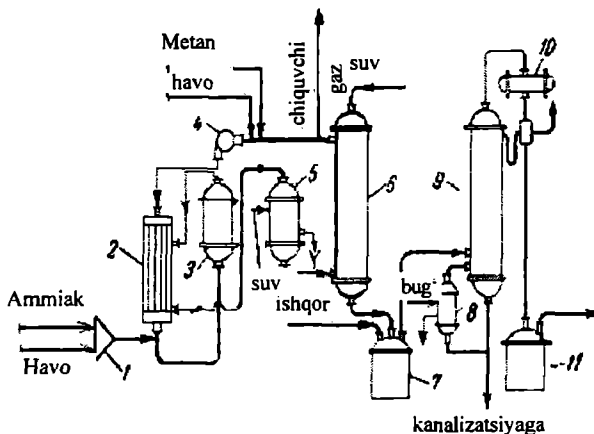 Metan
havo
chiquvchi
gaz
suv
10
4
5
6
9
2
3
suv
ishqor
bug'
8
Ammiak
Havo
1
7
11
kanalizatsiyaga